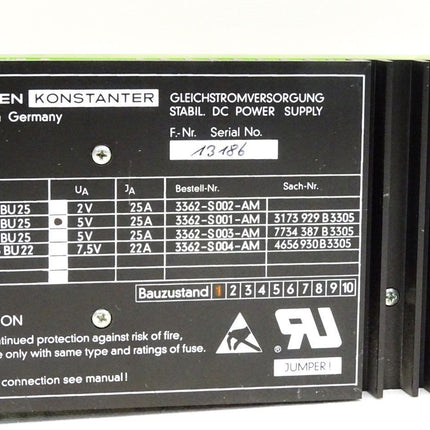 EN KONSTANTER GLEICHSTROMVERSORGUNG
Germany STABIL. DC POWER SUPPLY
F.-Nr. Serial No.
13186
UA JA Bestell-Nr. Sach-Nr.
BU25 2V 25A 3362-S002-AM
BU25 5V 25A 3362-S001-AM 3173 929 B3305
BU25 5V 25A 3362-S003-AM 7734 387 B3305
BU22 7,5V 22A 3362-S004-AM 4656930B3305
Bauzustand 1 2 3 4 5 6 7 8 9 10
ION
tinued protection against risk of fire,
e only with same type and ratings of fuse.
connection see manual!
JUMPER!